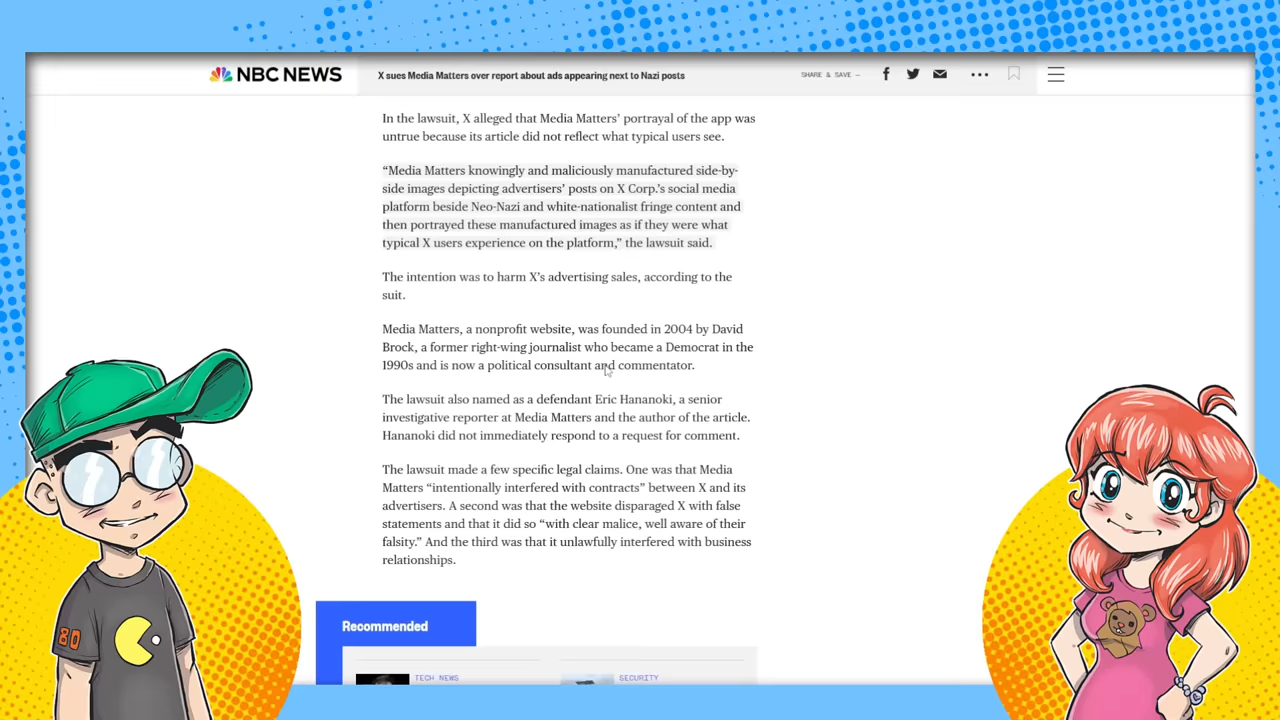 NBC NEWS
X sues Media Matters over report about ads appearing next to Nazi posts
SHARE & SAVE —
In the lawsuit, X alleged that Media Matters’ portrayal of the app was
untrue because its article did not reflect what typical users see.
“Media Matters knowingly and maliciously manufactured side-by-
side images depicting advertisers’ posts on X Corp.’s social media
platform beside Neo-Nazi and white-nationalist fringe content and
then portrayed these manufactured images as if they were what
typical X users experience on the platform,” the lawsuit said.
The intention was to harm X’s advertising sales, according to the
suit.
Media Matters, a nonprofit website, was founded in 2004 by David
Brock, a former right-wing journalist who became a Democrat in the
1990s and is now a political consultant and commentator.
The lawsuit also named as a defendant Eric Hananoki, a senior
investigative reporter at Media Matters and the author of the article.
Hananoki did not immediately respond to a request for comment.
The lawsuit made a few specific legal claims. One was that Media
Matters “intentionally interfered with contracts” between X and its
advertisers. A second was that the website disparaged X with false
statements and that it did so “with clear malice, well aware of their
falsity.” And the third was that it unlawfully interfered with business
relationships.
80
Recommended
TECH NEWS
SECURITY